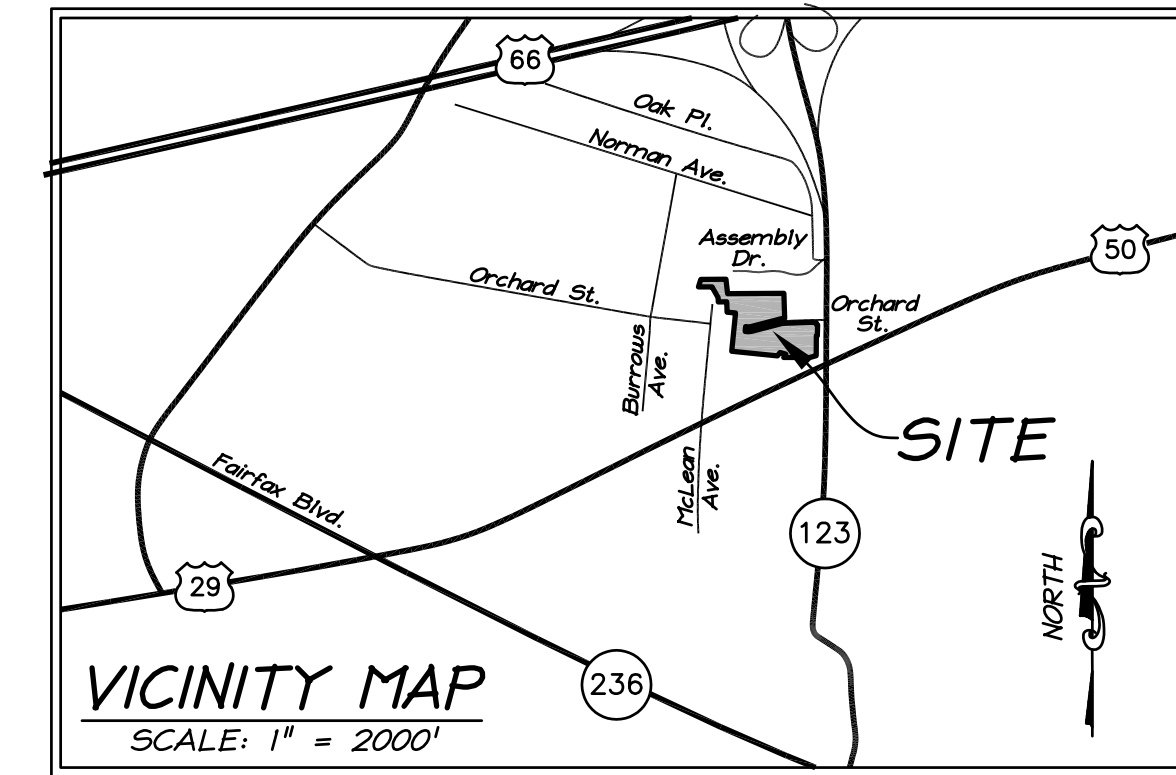 66
Oak Pl.
Norman Ave.
Assembly
Dr.
50
Orchard St.
Orchard
St.
Burrows
Ave.
SITE
McLean
Ave.
Fairfax Blvd.
123
29
NORTH
236
VICINITY MAP
SCALE: 1" = 2000'